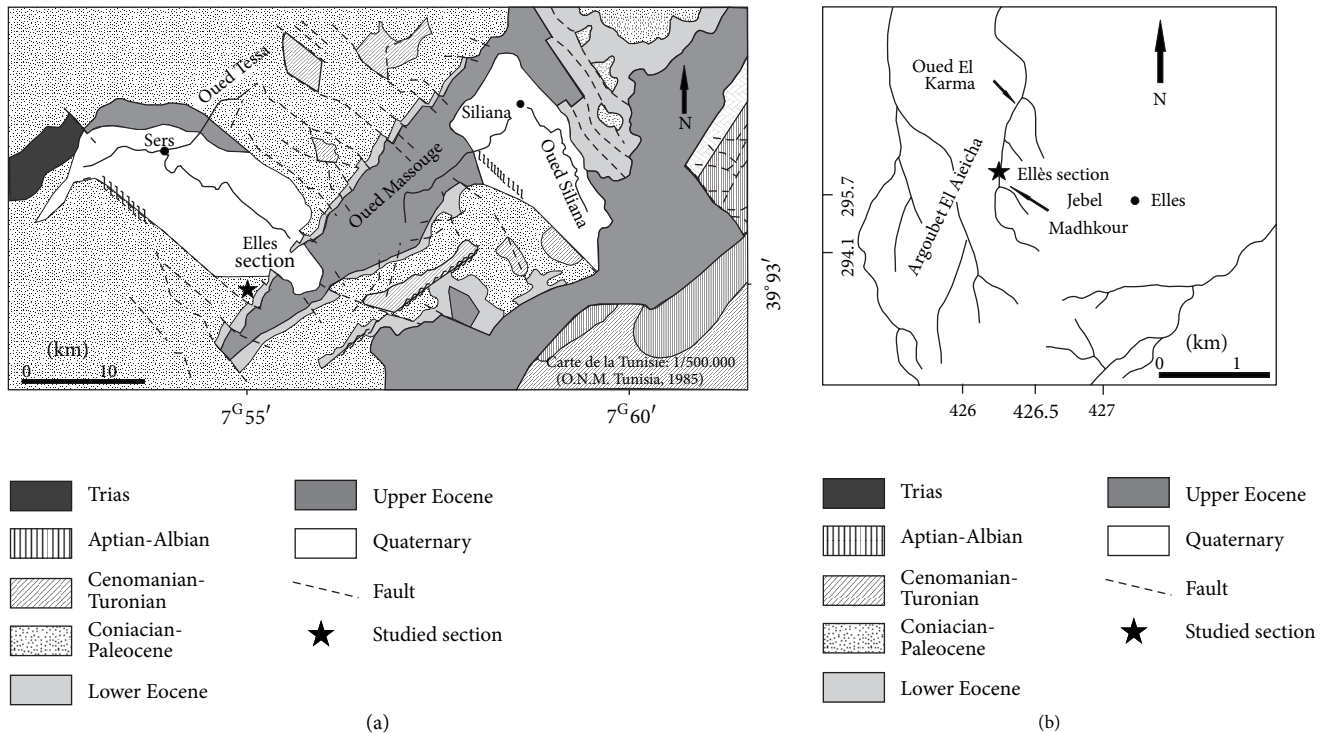 Oued Tessa
Sers
Siliana
Oued Massouge
Oued Siliana
N
Elles
section
(km)
0
10
Carte de la Tunisie: 1/500.000
(O.N.M. Tunisia, 1985)
39°93′
7ᴳ55′
7ᴳ60′
Trias
Aptian-Albian
Cenomanian-
Turonian
Coniacian-
Paleocene
Lower Eocene
Upper Eocene
Quaternary
Fault
Studied section
(a)
Oued El
Karma
N
Argoubet El Aieicha
Ellès section
Jebel
Madhkour
Elles
295.7
294.1
(km)
0
1
426
426.5
427
Trias
Aptian-Albian
Cenomanian-
Turonian
Coniacian-
Paleocene
Lower Eocene
Upper Eocene
Quaternary
Fault
Studied section
(b)